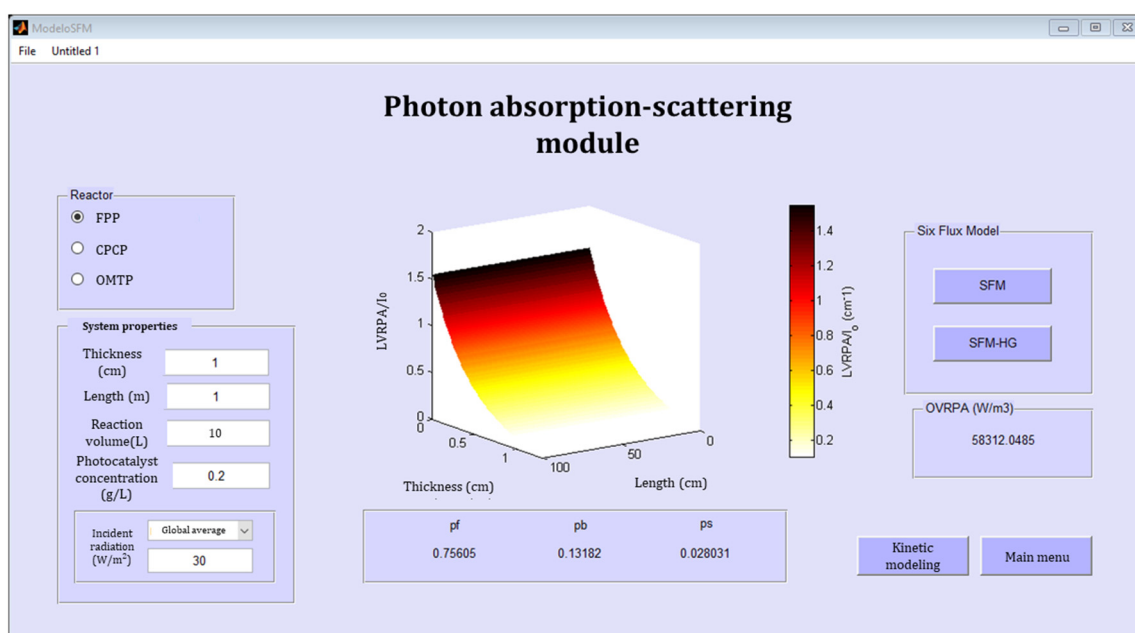 ModeloSFM
File Untitled 1
Photon absorption-scattering
module
Reactor
FPP
CPCP
OMTP
System properties
Thickness
(cm)
1
Length (m)
1
Reaction
volume(L)
10
Photocatalyst
concentration
(g/L)
0.2
Incident
radiation
(W/m²)
Global average
30
2
1.5
1
0.5
0
LVRPA/I₀
0
0.5
1
Thickness (cm)
100
50
0
Length (cm)
1.4
1.2
1
0.8
0.6
0.4
0.2
LVRPA/Iₒ (cm⁻¹)
pf pb ps
0.75605 0.13182 0.028031
Six Flux Model
SFM
SFM-HG
OVRPA (W/m3)
58312.0485
Kinetic
modeling
Main menu